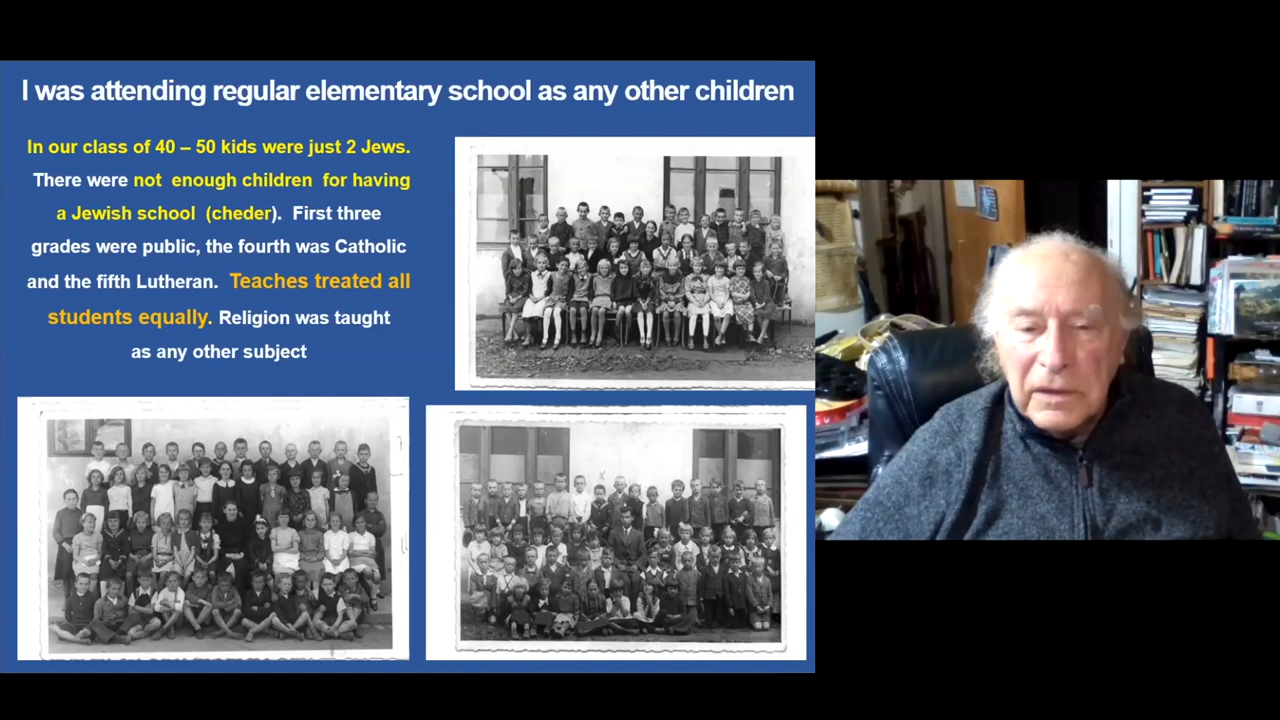 I was attending regular elementary school as any other children
In our class of 40 – 50 kids were just 2 Jews.
There were not enough children for having
a Jewish school (cheder). First three
grades were public, the fourth was Catholic
and the fifth Lutheran. Teaches treated all
students equally. Religion was taught
as any other subject